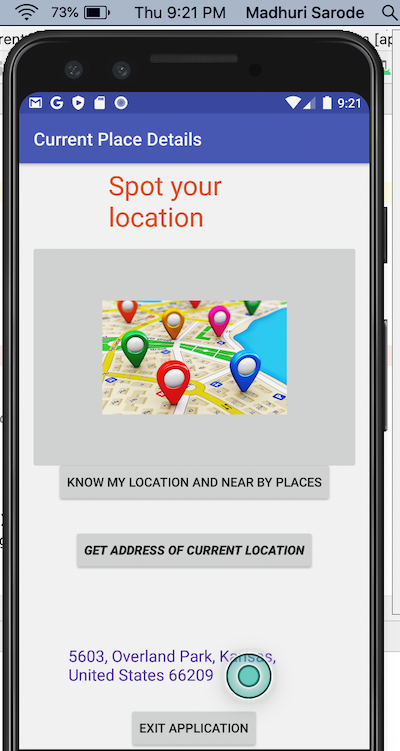 73% Thu 9:21 PM Madhuri Sarode
9:21
Current Place Details
Spot your
location
KNOW MY LOCATION AND NEAR BY PLACES
GET ADDRESS OF CURRENT LOCATION
5603, Overland Park, Kansas,
United States 66209
EXIT APPLICATION